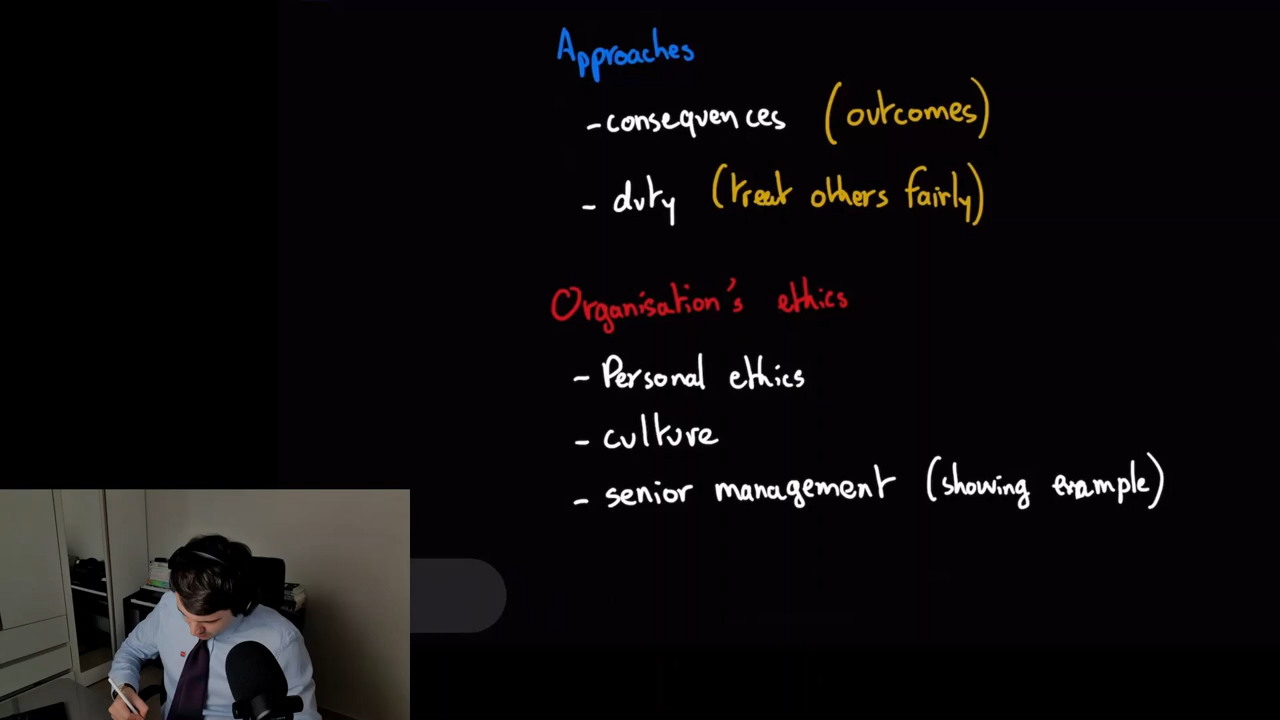 Approaches
- consequences (outcomes)
- duty (treat others fairly)
Organisation's ethics
- Personal ethics
- culture
- senior management (showing example)